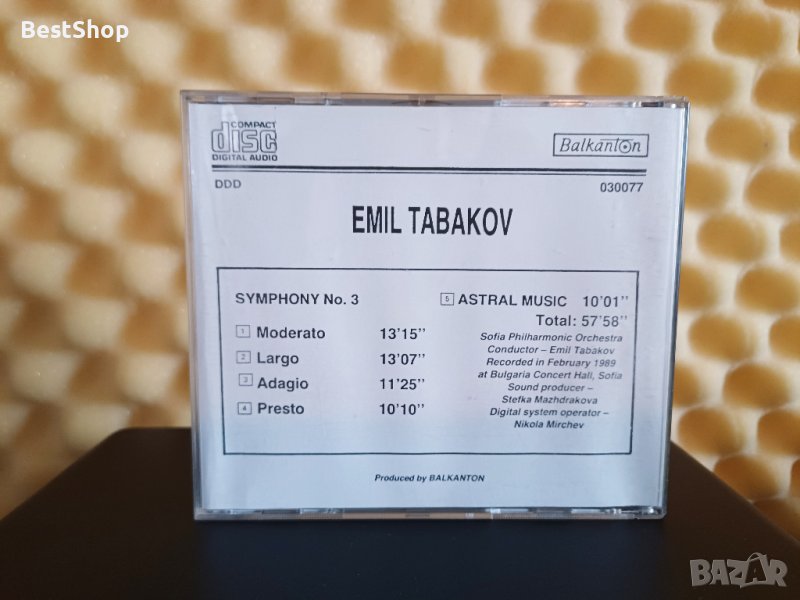 BestShop
COMPACT
disc
DIGITAL AUDIO
Balkanton
DDD
030077
EMIL TABAKOV
SYMPHONY No. 3
1 Moderato 13'15"
2 Largo 13'07"
3 Adagio 11'25"
4 Presto 10'10"
5 ASTRAL MUSIC 10'01"
Total: 57'58"
Sofia Philharmonic Orchestra
Conductor – Emil Tabakov
Recorded in February 1989
at Bulgaria Concert Hall, Sofia
Sound producer –
Stefka Mazhdrakova
Digital system operator –
Nikola Mirchev
Produced by BALKANTON
BAZAR